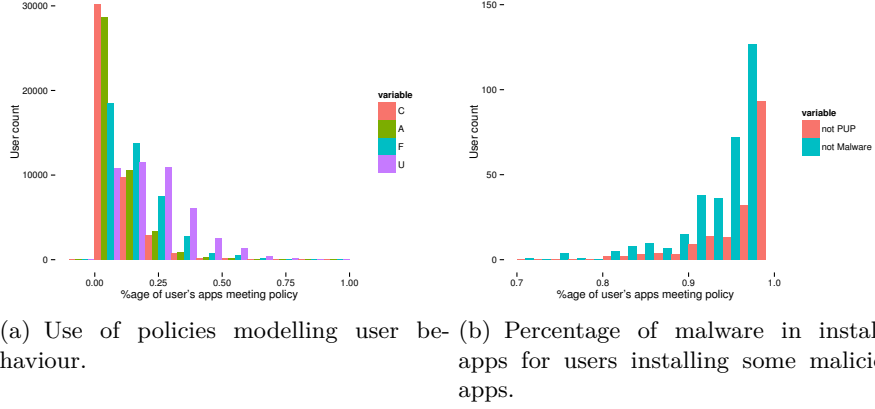 30000
20000
10000
0
User count
0.00 0.25 0.50 0.75 1.00
%age of user's apps meeting policy
variable
C
A
F
U
150
100
50
0
User count
0.7 0.8 0.9 1.0
%age of user's apps meeting policy
variable
not PUP
not Malware
(a) Use of policies modelling user be-
haviour.
(b) Percentage of malware in instal
apps for users installing some malici
apps.